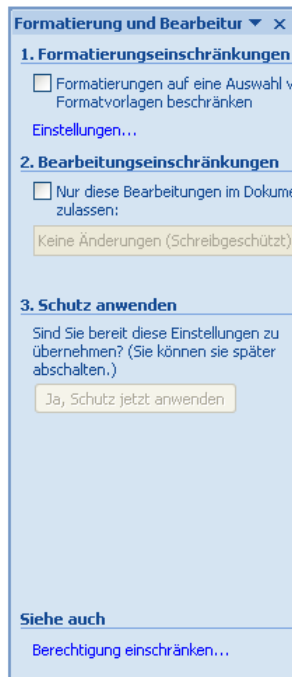 Formatierung und Bearbeitur
1. Formatierungseinschränkungen
Formatierungen auf eine Auswahl v
Formatvorlagen beschränken
Einstellungen...
2. Bearbeitungseinschränkungen
Nur diese Bearbeitungen im Dokume
zulassen:
Keine Änderungen (Schreibgeschützt)
3. Schutz anwenden
Sind Sie bereit diese Einstellungen zu
übernehmen? (Sie können sie später
abschalten.)
Ja, Schutz jetzt anwenden
Siehe auch
Berechtigung einschränken...